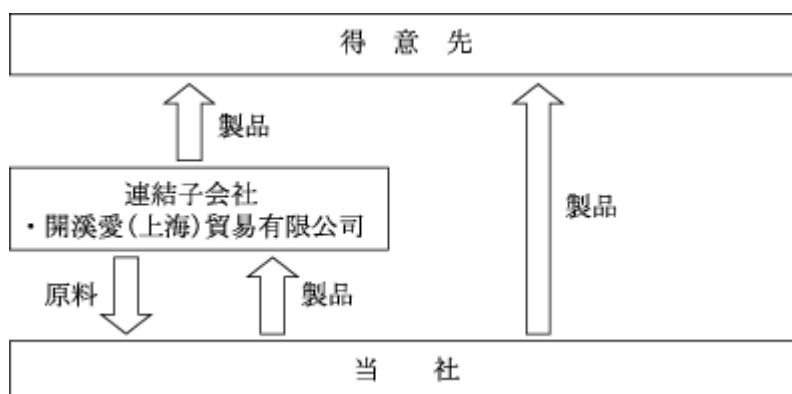 得意先
製品
連結子会社
・開溪愛(上海)貿易有限公司
製品
原料
製品
当社